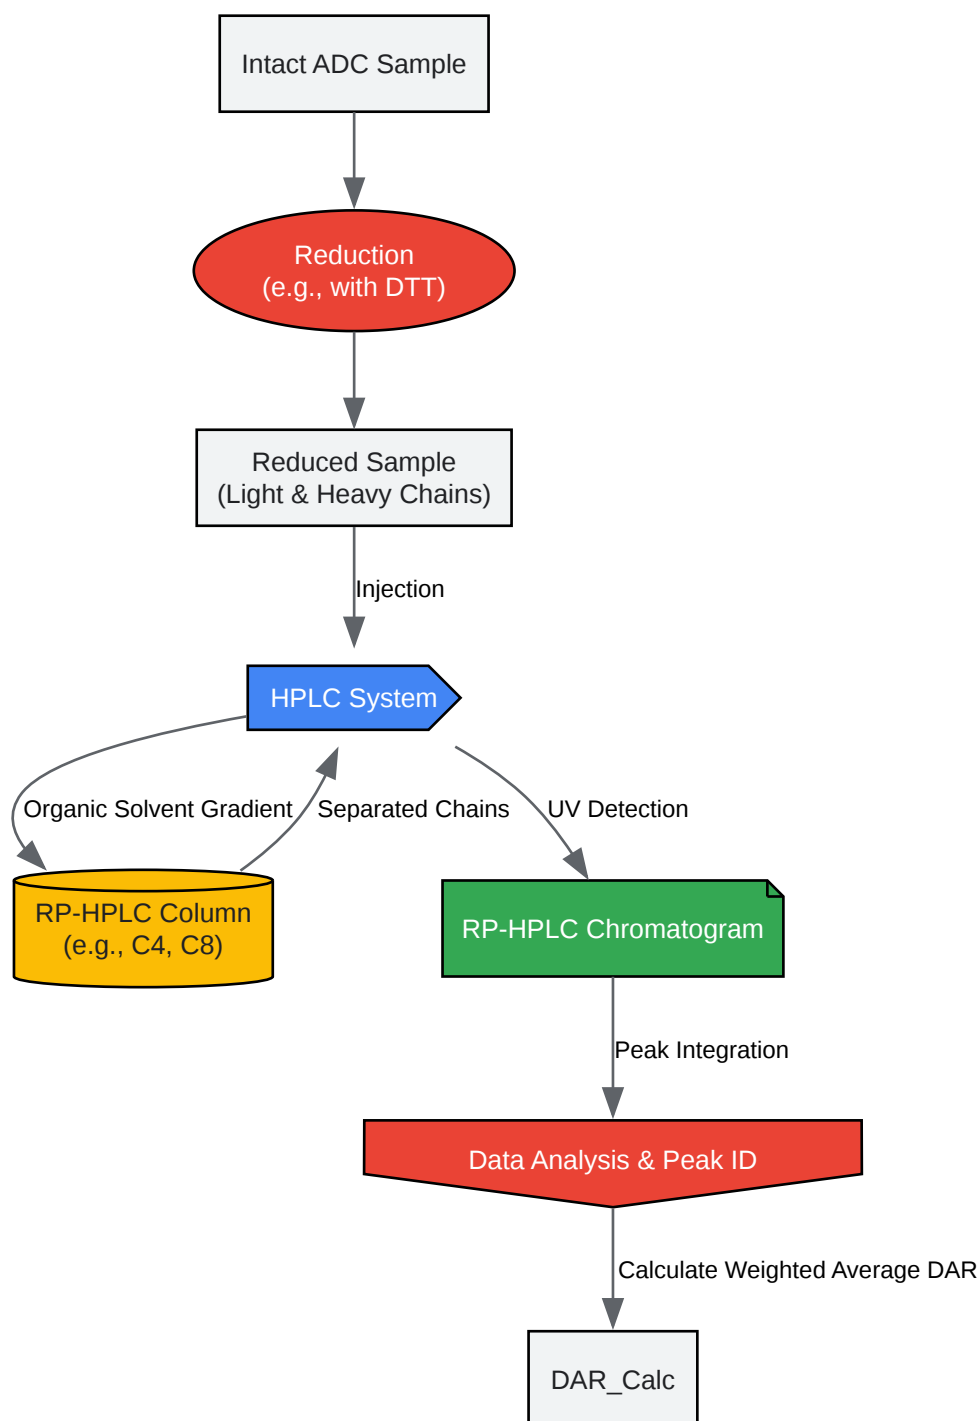 Intact ADC Sample
Reduction
(e.g., with DTT)
Reduced Sample
(Light & Heavy Chains)
Injection
HPLC System
Organic Solvent Gradient
Separated Chains
UV Detection
RP-HPLC Column
(e.g., C4, C8)
RP-HPLC Chromatogram
Peak Integration
Data Analysis & Peak ID
Calculate Weighted Average DAR
DAR_Calc